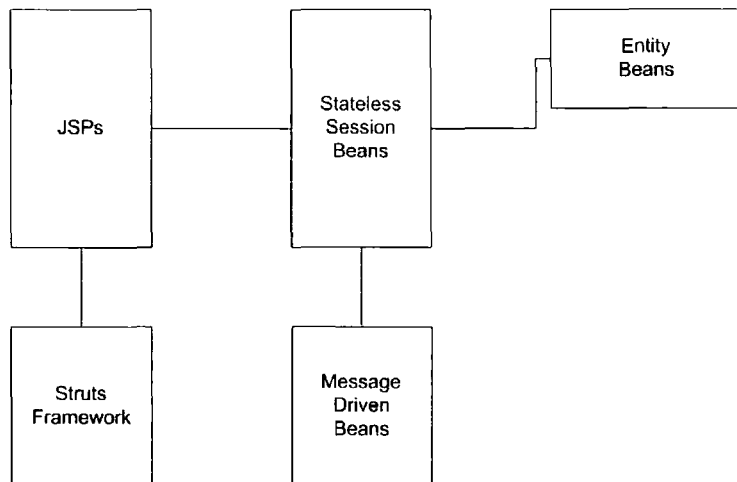 JSPs
Stateless
Session
Beans
Entity
Beans
Struts
Framework
Message
Driven
Beans